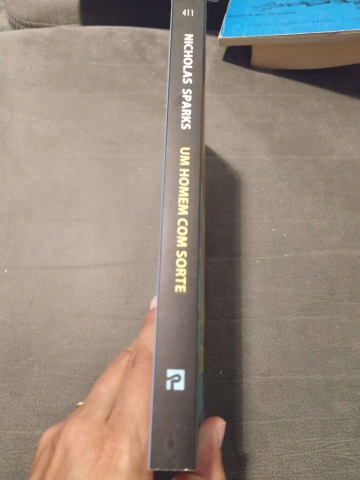 411
NICHOLAS SPARKS
UM HOMEM COM SORTE